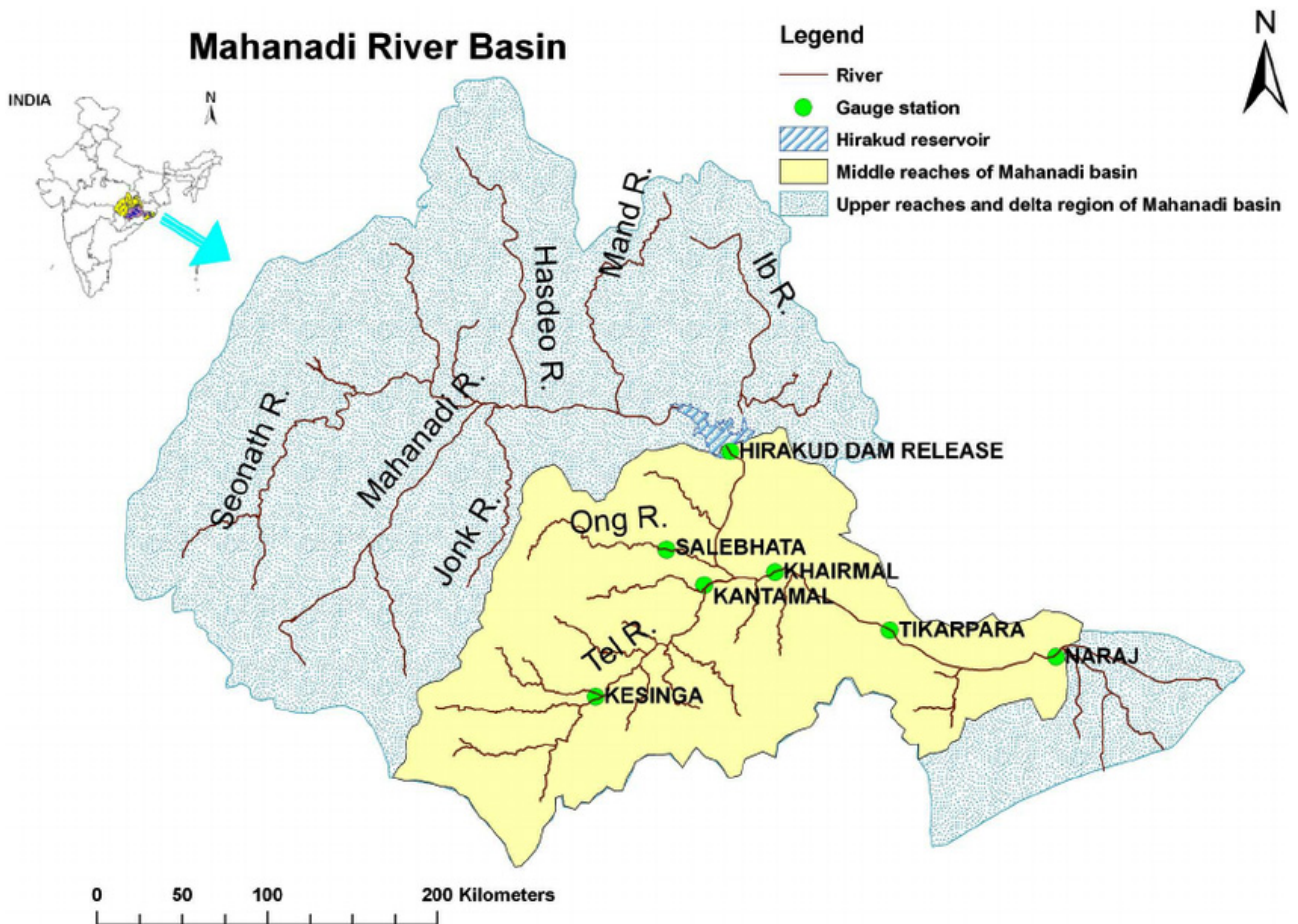 Mahanadi River Basin
INDIA
N
N
Legend
River
Gauge station
Hirakud reservoir
Middle reaches of Mahanadi basin
Upper reaches and delta region of Mahanadi basin
Mand R.
Hasdeo R.
Ib R.
Seonath R.
Mahanadi R.
Jonk R.
HIRAKUD DAM RELEASE
Ong R.
SALEBHATA
KHAIRMAL
KANTAMAL
TIKARPARA
Tel R.
NARAJ
KESINGA
0 50 100 200 Kilometers